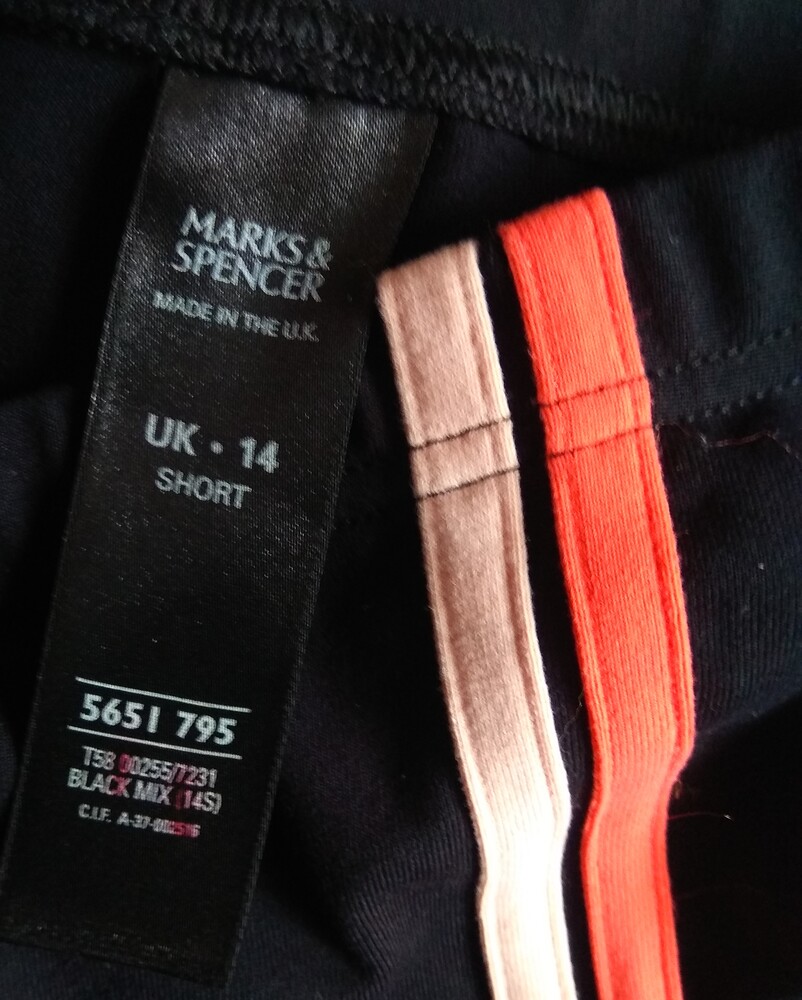 MARKS&
SPENCER
MADE IN THE U.K.
UK · 14
SHORT
5651 795
T58 00255/7231
BLACK MIX (14S)
C.I.F. A-37-002516